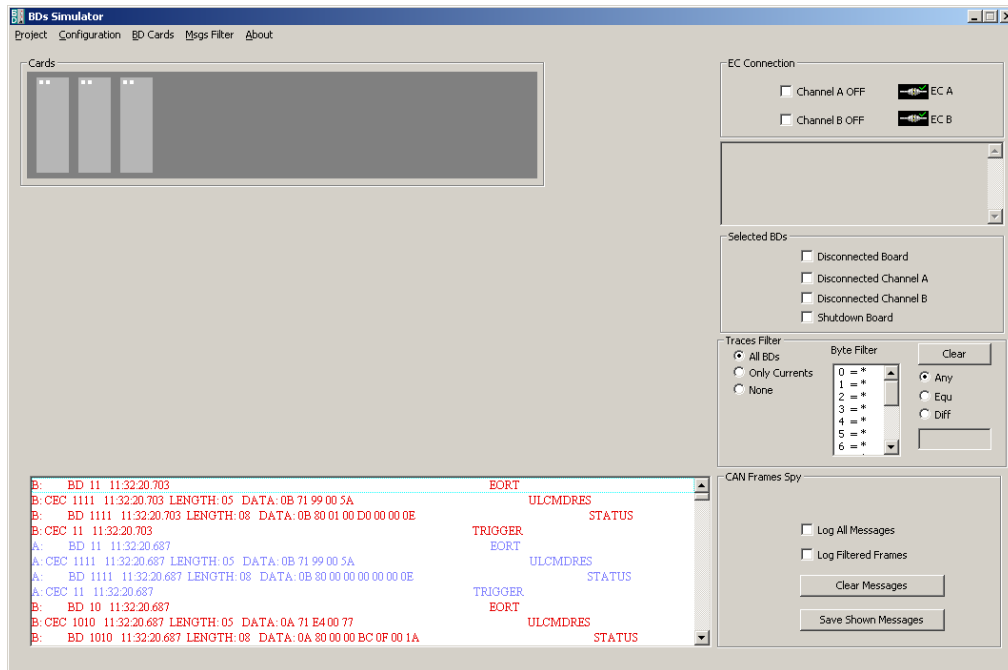 BDs Simulator
Project Configuration BD Cards Msgs Filter About
Cards
EC Connection
Channel A OFF EC A
Channel B OFF EC B
Selected BDs
Disconnected Board
Disconnected Channel A
Disconnected Channel B
Shutdown Board
Traces Filter
All BDs
Only Currents
None
Byte Filter
0 = *
1 = *
2 = *
3 = *
4 = *
5 = *
6 = *
Clear
Any
Equ
Diff
B: BD 11 11:32:20.703 EORT
B: CEC 1111 11:32:20.703 LENGTH: 05 DATA: 0B 71 99 00 5A ULCMDRES
B: BD 1111 11:32:20.703 LENGTH: 08 DATA: 0B 80 01 00 D0 00 00 0E STATUS
B: CEC 11 11:32:20.703 TRIGGER
A: BD 11 11:32:20.687 EORT
A: CEC 1111 11:32:20.687 LENGTH: 05 DATA: 0B 71 99 00 5A ULCMDRES
A: BD 1111 11:32:20.687 LENGTH: 08 DATA: 0B 80 00 00 00 00 00 0E STATUS
A: CEC 11 11:32:20.687 TRIGGER
B: BD 10 11:32:20.687 EORT
B: CEC 1010 11:32:20.687 LENGTH: 05 DATA: 0A 71 E4 00 77 ULCMDRES
B: BD 1010 11:32:20.687 LENGTH: 08 DATA: 0A 80 00 00 BC 0F 00 1A STATUS
CAN Frames Spy
Log All Messages
Log Filtered Frames
Clear Messages
Save Shown Messages